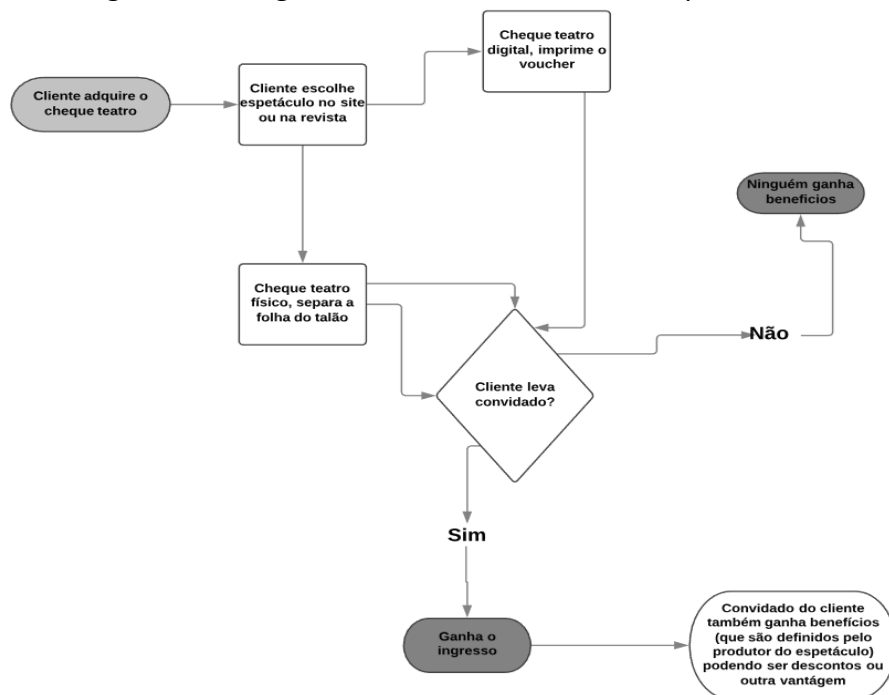 Cheque teatro
digital, imprime o
voucher
Cliente adquire o
cheque teatro
Cliente escolhe
espetáculo no site
ou na revista
Ninguém ganha
beneficios
Cheque teatro
físico, separa a
folha do talão
Não
Cliente leva
convidado?
Sim
Ganha o
ingresso
Convidado do cliente
também ganha benefícios
(que são definidos pelo
produtor do espetáculo)
podendo ser descontos ou
outra vantágem